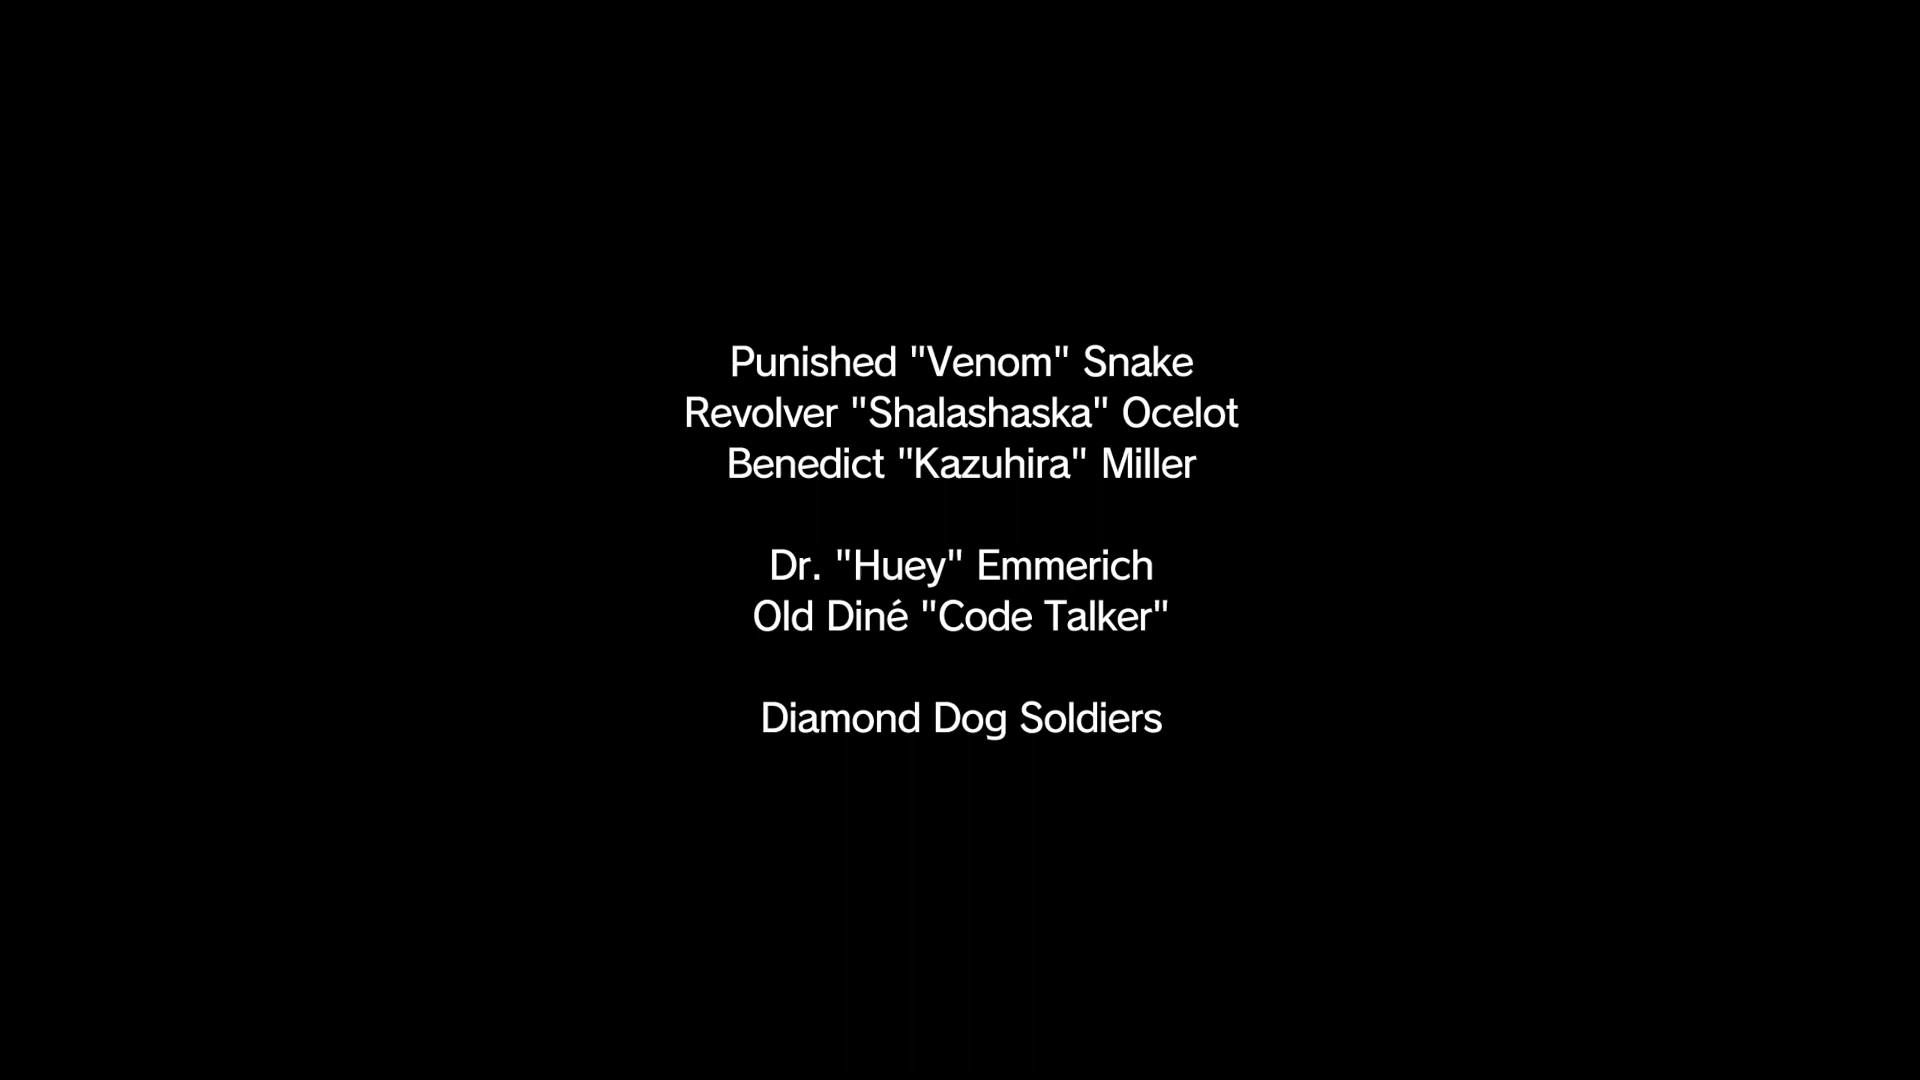 Punished "Venom" Snake
Revolver "Shalashaska" Ocelot
Benedict "Kazuhira" Miller
Dr. "Huey" Emmerich
Old Diné "Code Talker"
Diamond Dog Soldiers